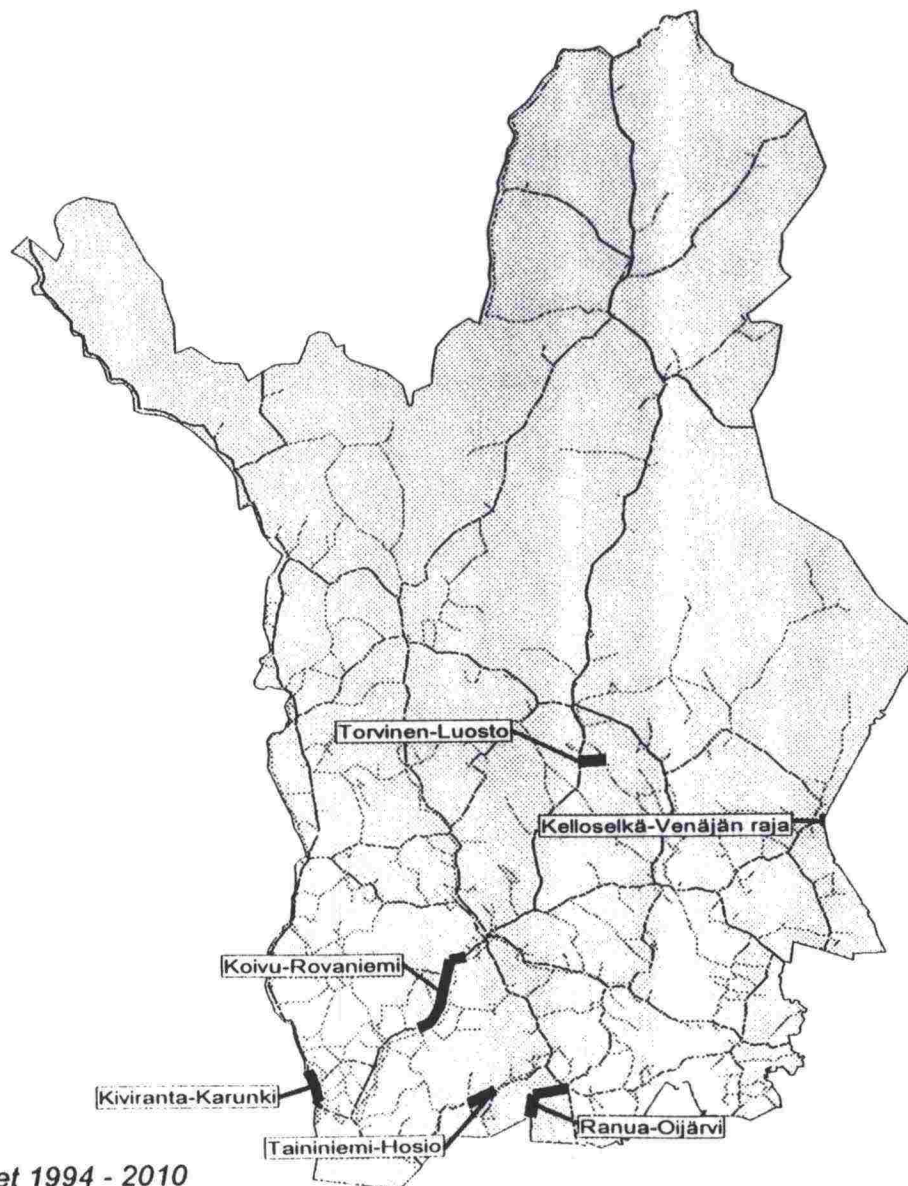 Torvinen-Luosto
Kelloselkä-Venäjän raja
Koivu-Rovaniemi
Kiviranta-Karunki
Taininiemi-Hosio
Ranua-Oijärvi
et 1994 - 2010